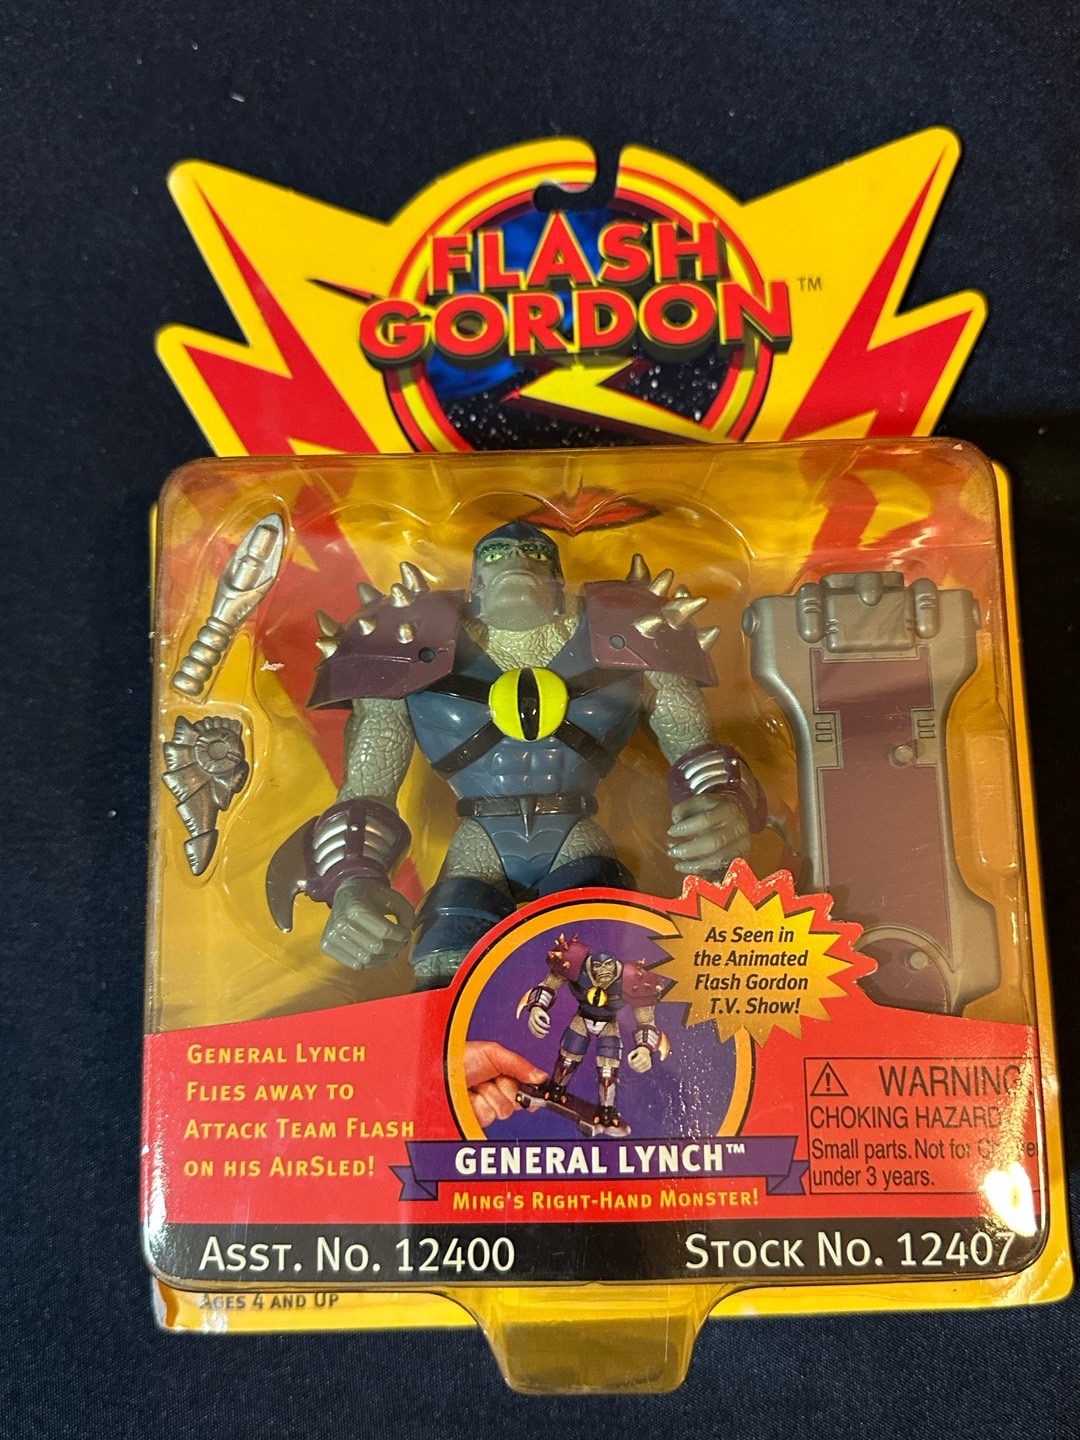 FLASH
GORDON™
As Seen in
the Animated
Flash Gordon
T.V. Show!
GENERAL LYNCH
FLIES AWAY TO
ATTACK TEAM FLASH
ON HIS AIRSLED!
GENERAL LYNCH™
MING'S RIGHT-HAND MONSTER!
WARNING
CHOKING HAZARD
Small parts. Not for
under 3 years.
ASST. NO. 12400
STOCK NO. 12407
AGES 4 AND UP